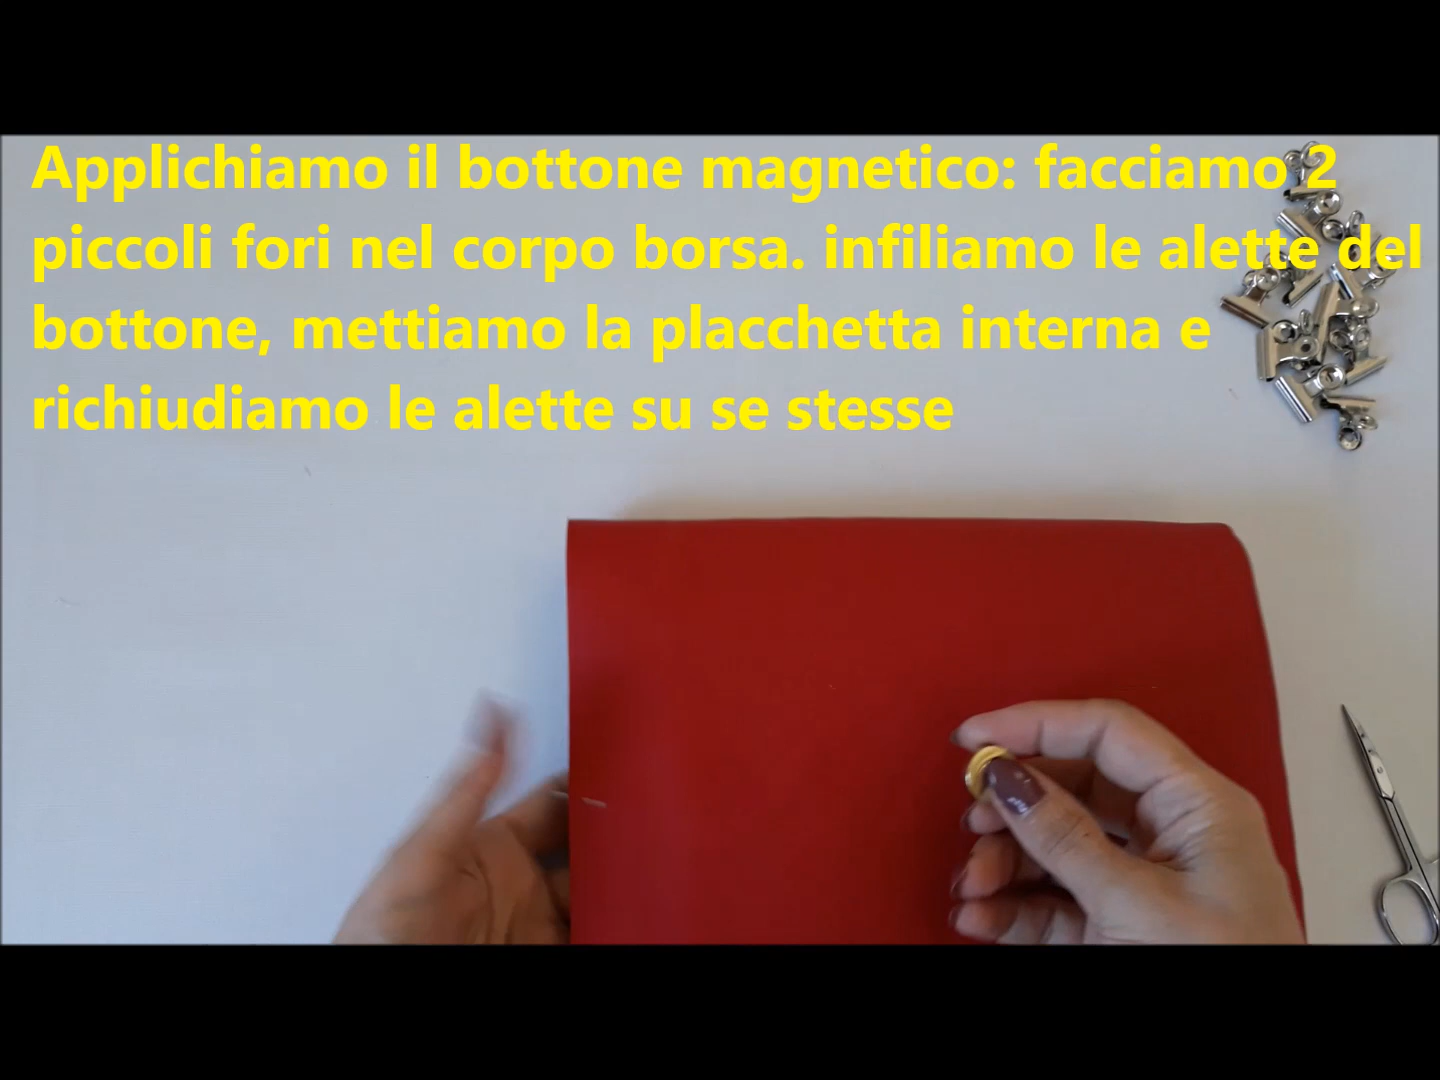 Applichiamo il bottone magnetico: facciamo 2
piccoli fori nel corpo borsa. infiliamo le alette del
bottone, mettiamo la placchetta interna e
richiudiamo le alette su se stesse